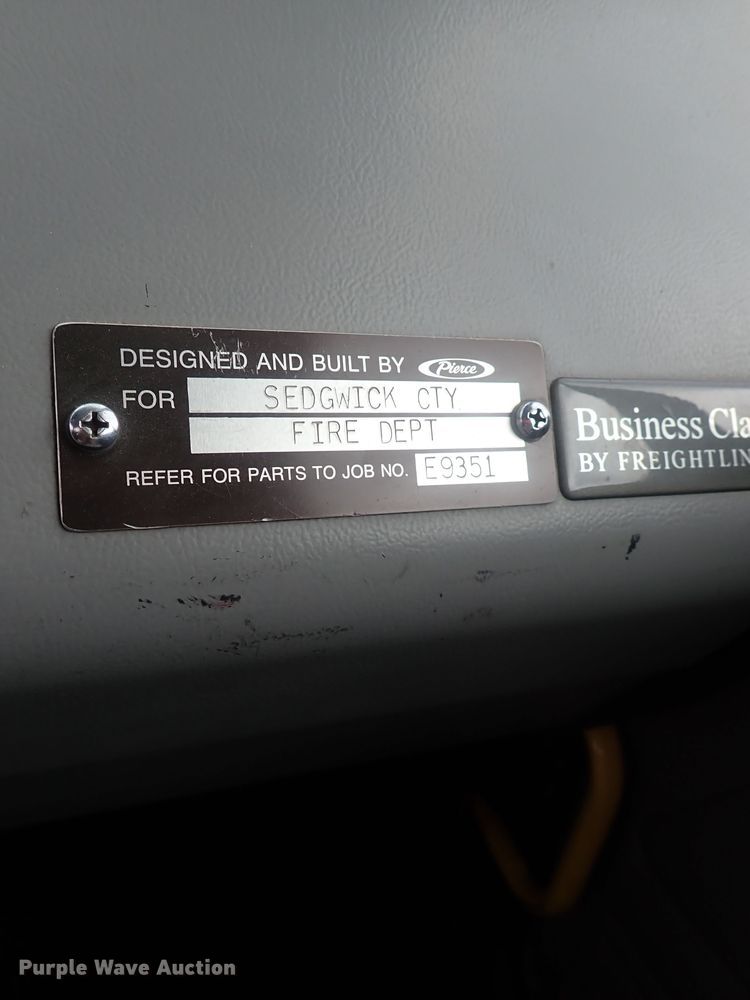 DESIGNED AND BUILT BY Pierce
FOR SEDGWICK CTY
FIRE DEPT
REFER FOR PARTS TO JOB NO. E9351
Business Cla
BY FREIGHTLIN
Purple Wave Auction